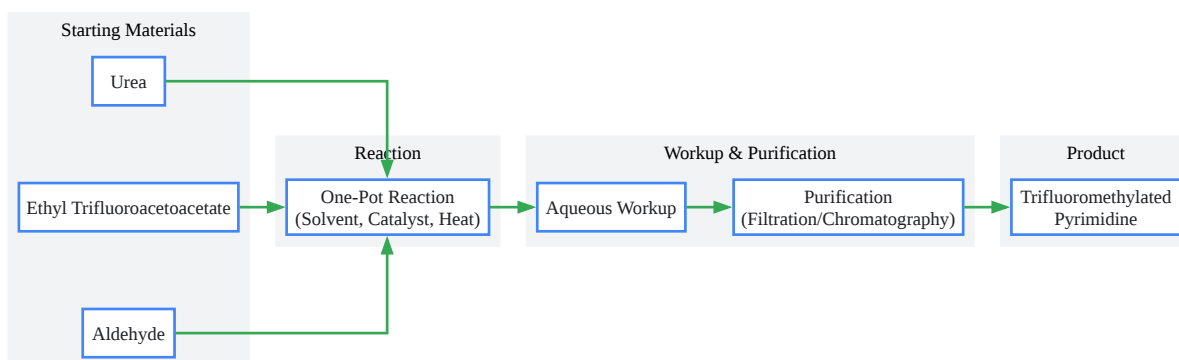 Starting Materials
Urea
Ethyl Trifluoroacetoacetate
Aldehyde
Reaction
One-Pot Reaction
(Solvent, Catalyst, Heat)
Workup & Purification
Aqueous Workup
Purification
(Filtration/Chromatography)
Product
Trifluoromethylated
Pyrimidine